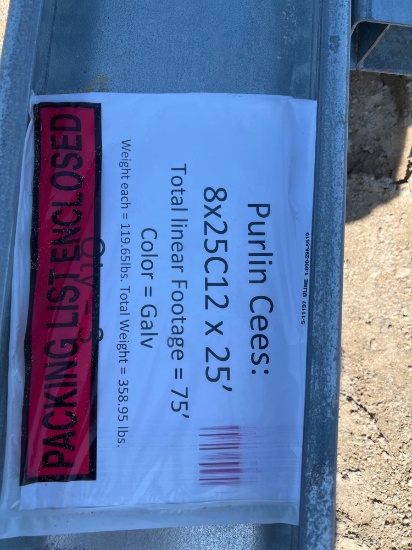 Purlin Cees:
8x25C12 x 25'
Total linear Footage = 75'
Color = Galv
Weight each = 119.65lbs. Total Weight = 358.95 lbs.
PACKING LIST ENCLOSED